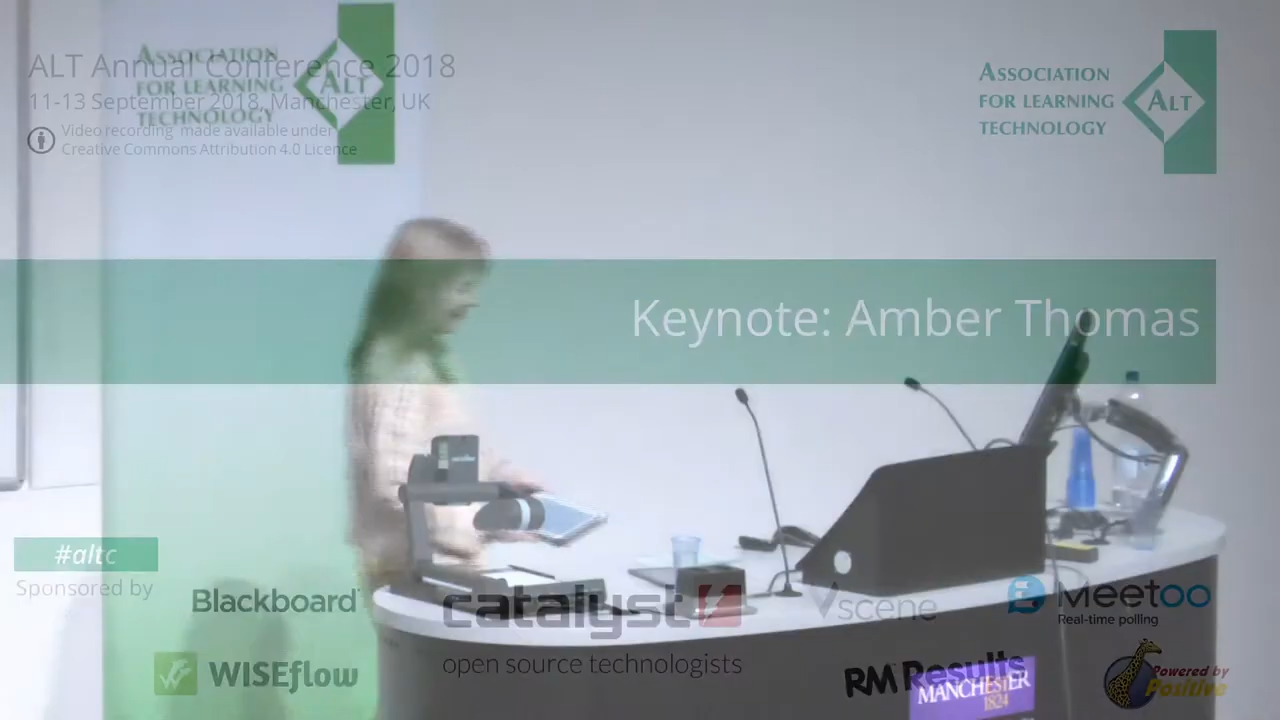 ALT Annual Conference 2018
11-13 September 2018, Manchester, UK
Video recording made available under
Creative Commons Attribution 4.0 Licence
ASSOCIATION
FOR LEARNING
TECHNOLOGY
ALT
ASSOCIATION
FOR LEARNING
TECHNOLOGY
ALT
Keynote: Amber Thomas
#altc
Sponsored by
Blackboard
catalyst
open source technologists
Vscene
Meetoo
Real-time polling
WISEflow
RM Results
MANCHESTER
1824
Powered by
Positive